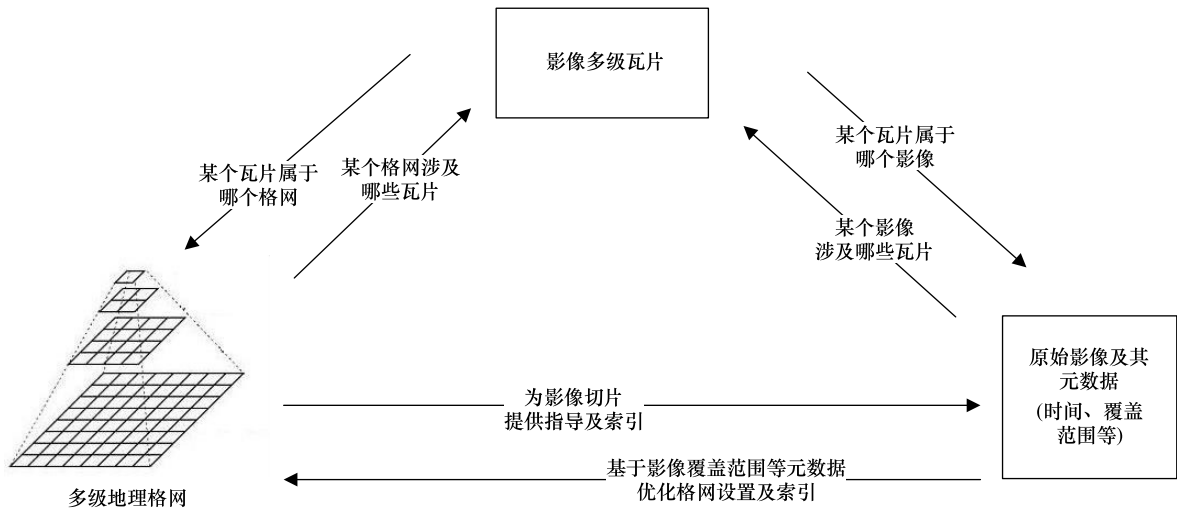 影像多级瓦片
某个瓦片属于
哪个格网
某个格网涉及
哪些瓦片
某个瓦片属于
哪个影像
某个影像
涉及哪些瓦片
原始影像及其
元数据
(时间、覆盖
范围等)
为影像切片
提供指导及索引
基于影像覆盖范围等元数据
优化格网设置及索引
多级地理格网